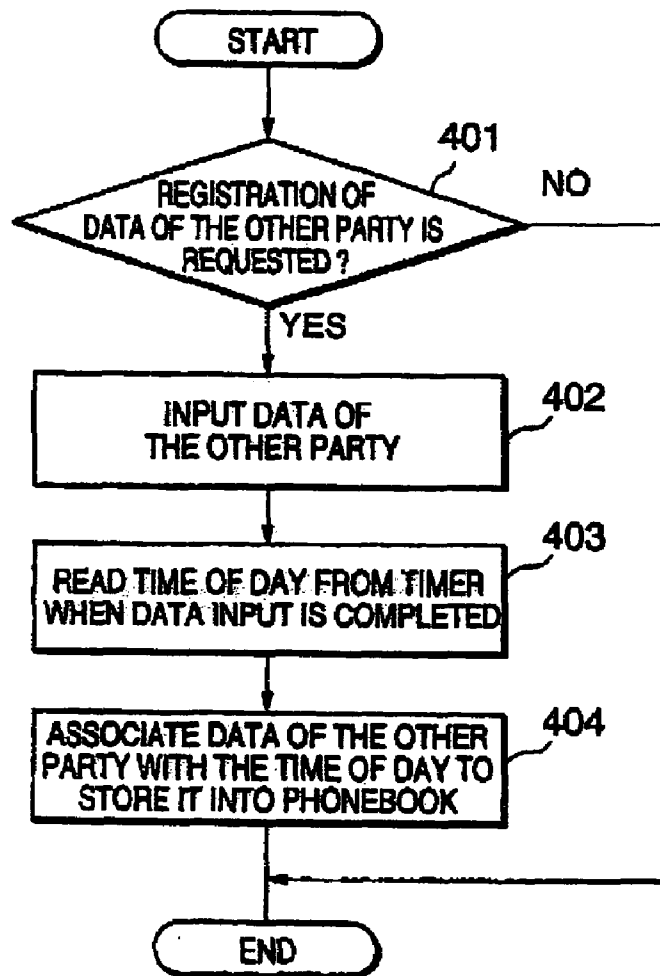 START
401
REGISTRATION OF
DATA OF THE OTHER PARTY IS
REQUESTED ?
NO
YES
INPUT DATA OF
THE OTHER PARTY
402
READ TIME OF DAY FROM TIMER
WHEN DATA INPUT IS COMPLETED
403
ASSOCIATE DATA OF THE OTHER
PARTY WITH THE TIME OF DAY TO
STORE IT INTO PHONEBOOK
404
END